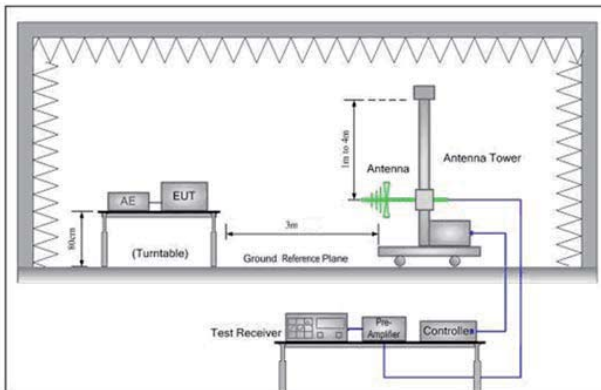 1m to 4m
Antenna
Antenna Tower
AE
EUT
80cm
(Turntable)
3m
Ground Reference Plane
Test Receiver
Pre-
Amplifier
Controller